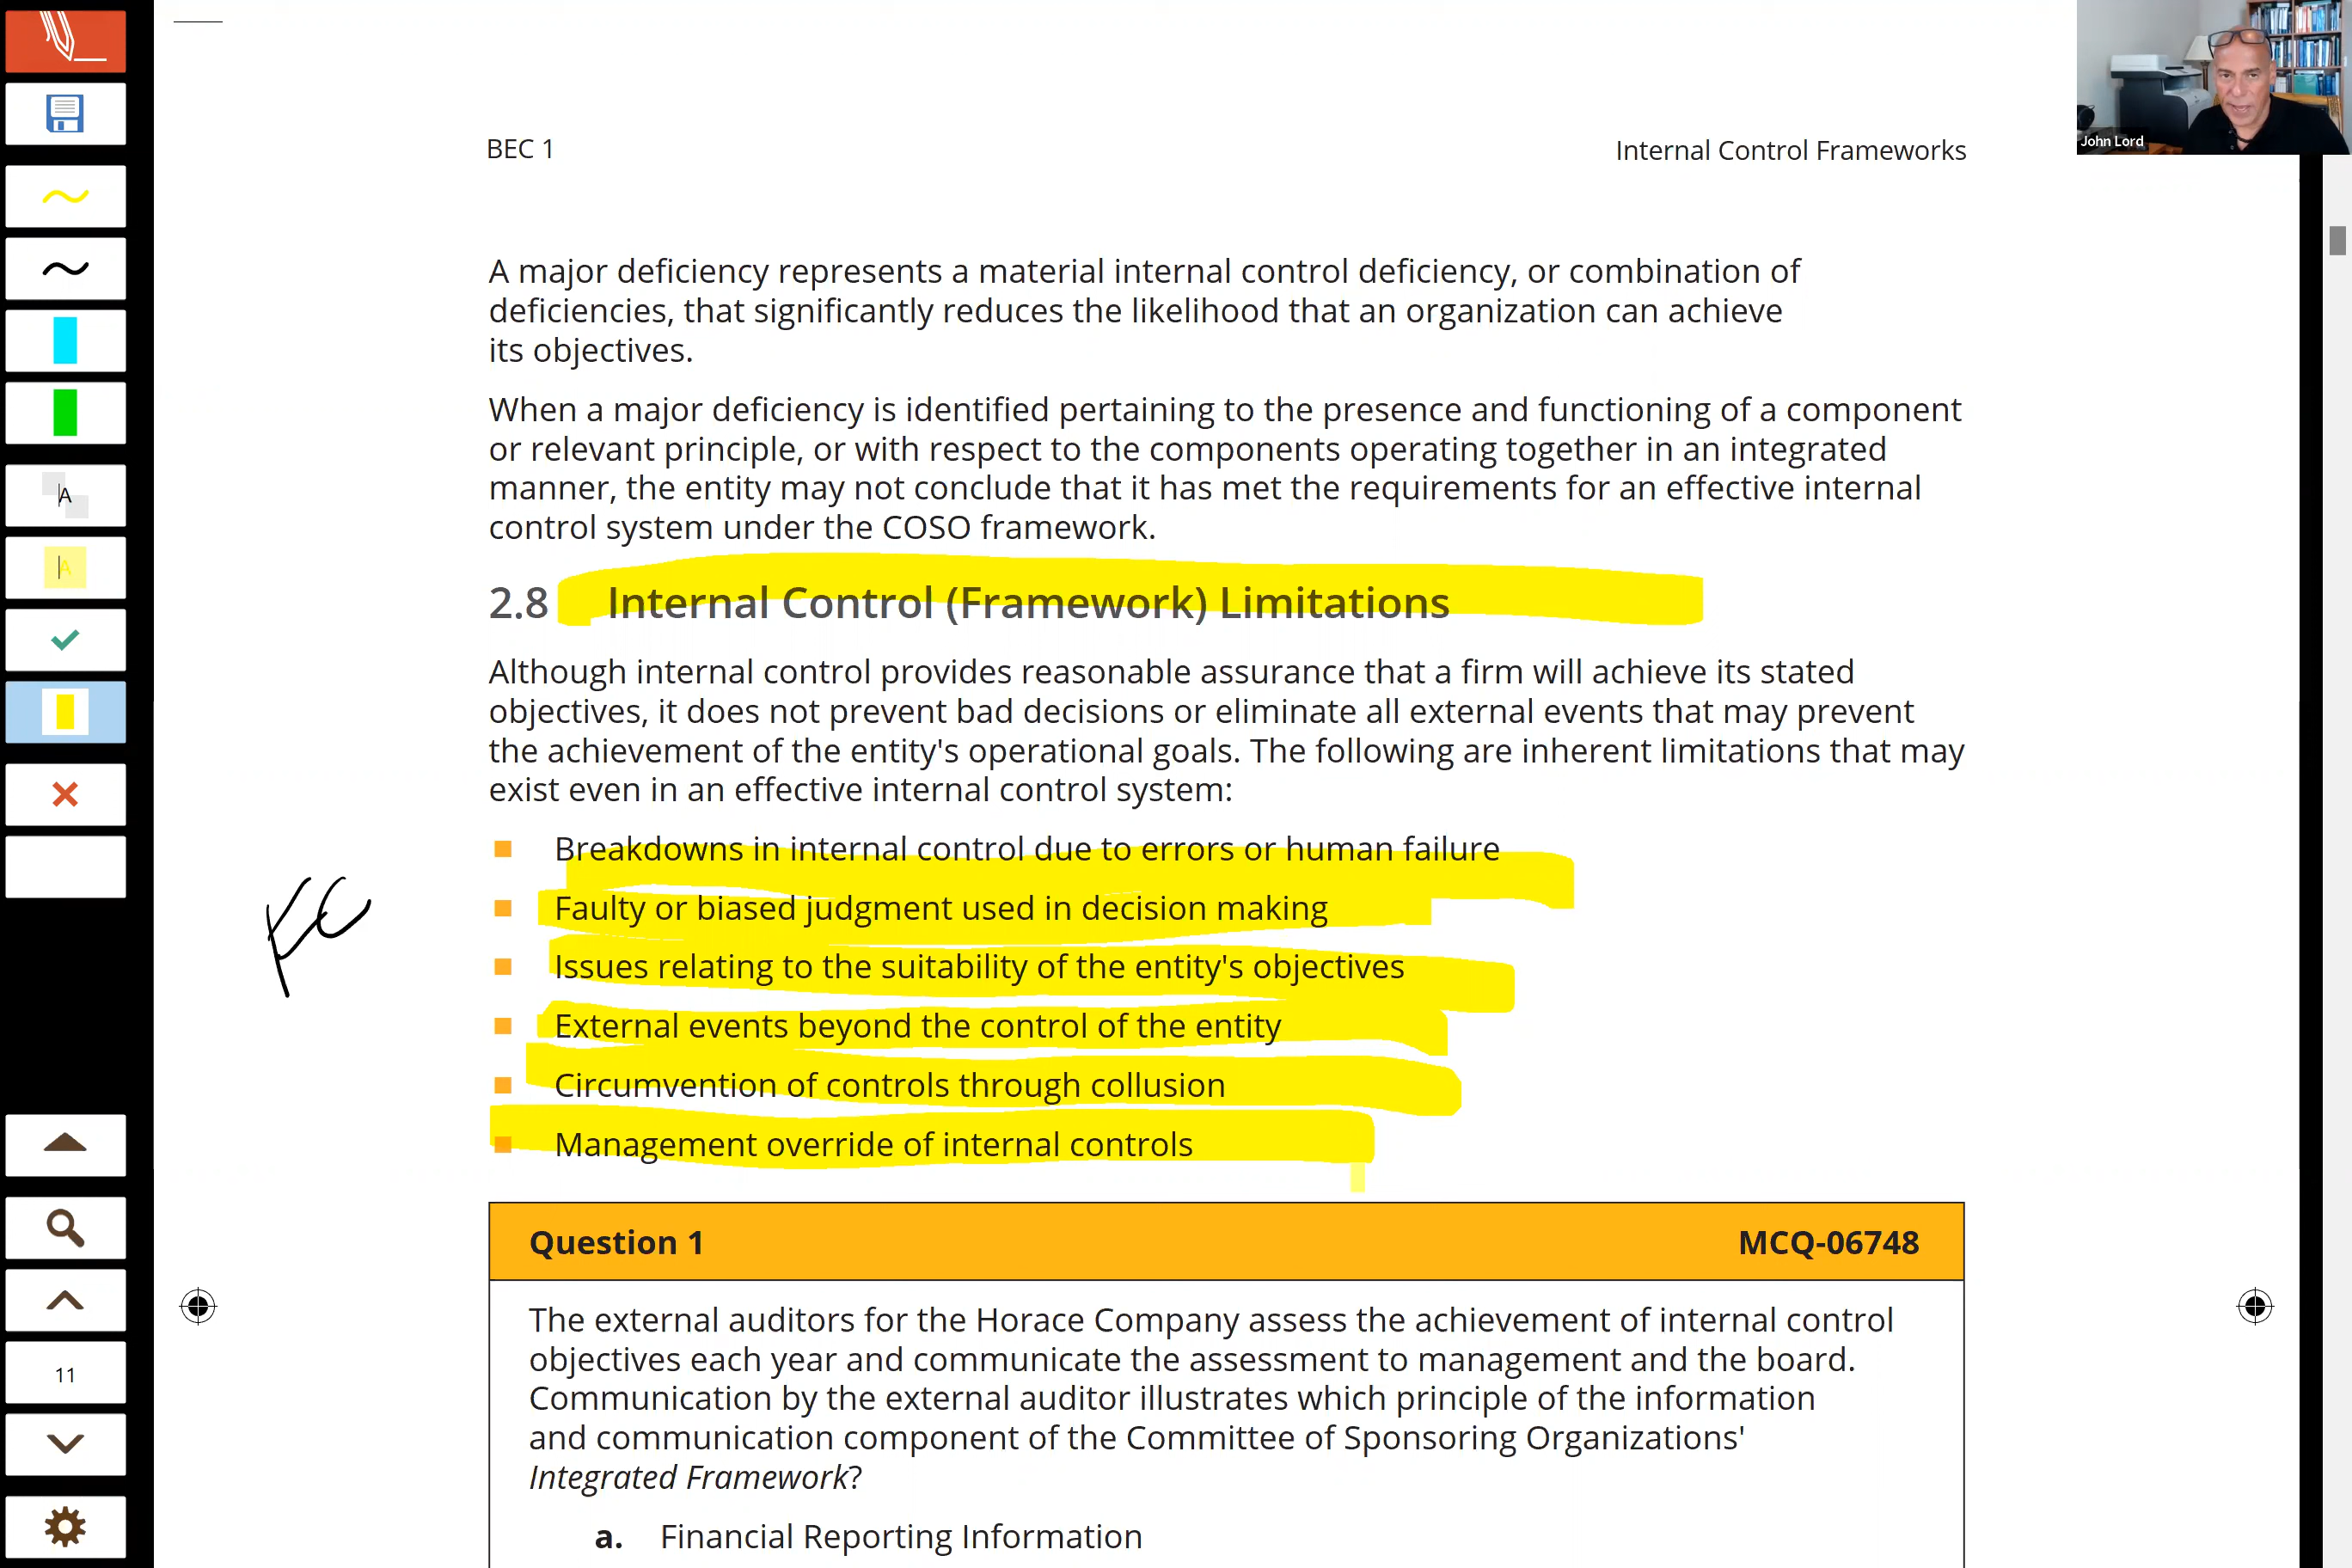 John Lord
BEC 1
Internal Control Frameworks
A major deficiency represents a material internal control deficiency, or combination of
deficiencies, that significantly reduces the likelihood that an organization can achieve
its objectives.
When a major deficiency is identified pertaining to the presence and functioning of a component
or relevant principle, or with respect to the components operating together in an integrated
manner, the entity may not conclude that it has met the requirements for an effective internal
control system under the COSO framework.
2.8 Internal Control (Framework) Limitations
Although internal control provides reasonable assurance that a firm will achieve its stated
objectives, it does not prevent bad decisions or eliminate all external events that may prevent
the achievement of the entity's operational goals. The following are inherent limitations that may
exist even in an effective internal control system:
Breakdowns in internal control due to errors or human failure
Faulty or biased judgment used in decision making
Issues relating to the suitability of the entity's objectives
External events beyond the control of the entity
Circumvention of controls through collusion
Management override of internal controls
Question 1
MCQ-06748
The external auditors for the Horace Company assess the achievement of internal control
objectives each year and communicate the assessment to management and the board.
Communication by the external auditor illustrates which principle of the information
and communication component of the Committee of Sponsoring Organizations'
Integrated Framework?
a. Financial Reporting Information
A
A
11